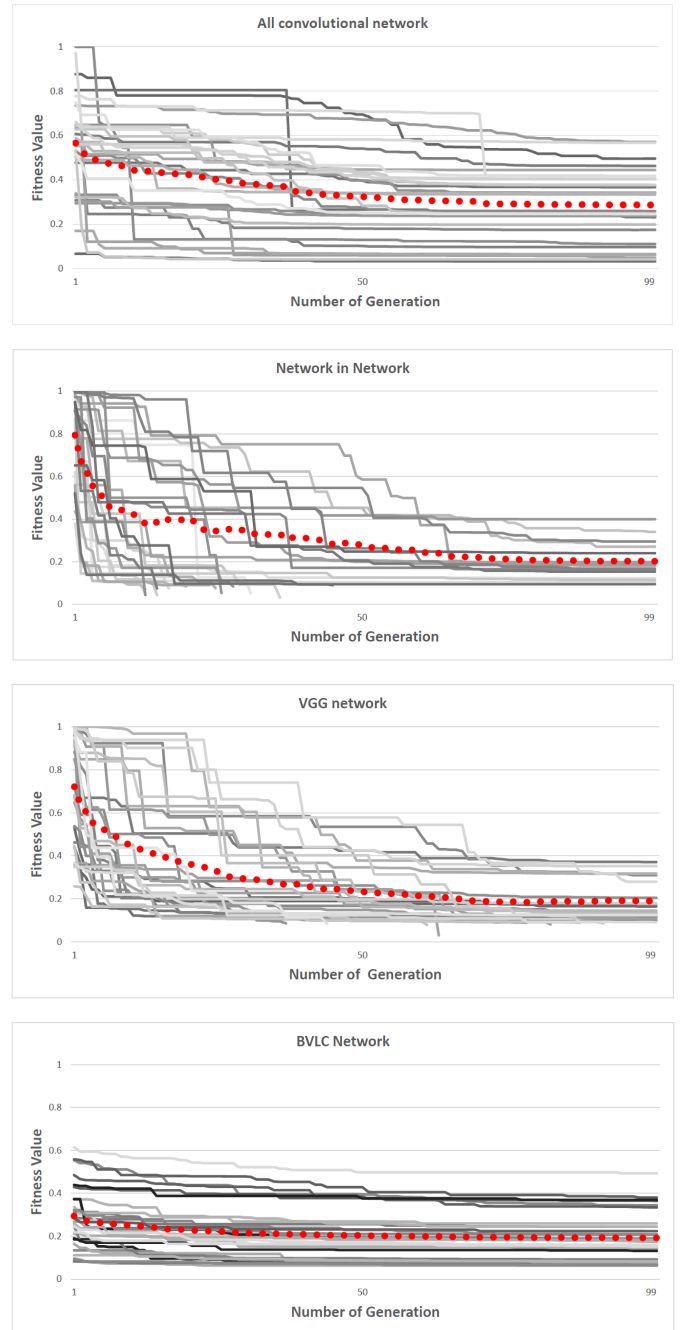 All convolutional network
1
0.8
0.6
0.4
0.2
0
Fitness Value
1 50 99
Number of Generation
Network in Network
1
0.8
0.6
0.4
0.2
0
Fitness Value
1 50 99
Number of Generation
VGG network
1
0.8
0.6
0.4
0.2
0
Fitness Value
1 50 99
Number of Generation
BVLC Network
1
0.8
0.6
0.4
0.2
0
Fitness Value
1 50 99
Number of Generation